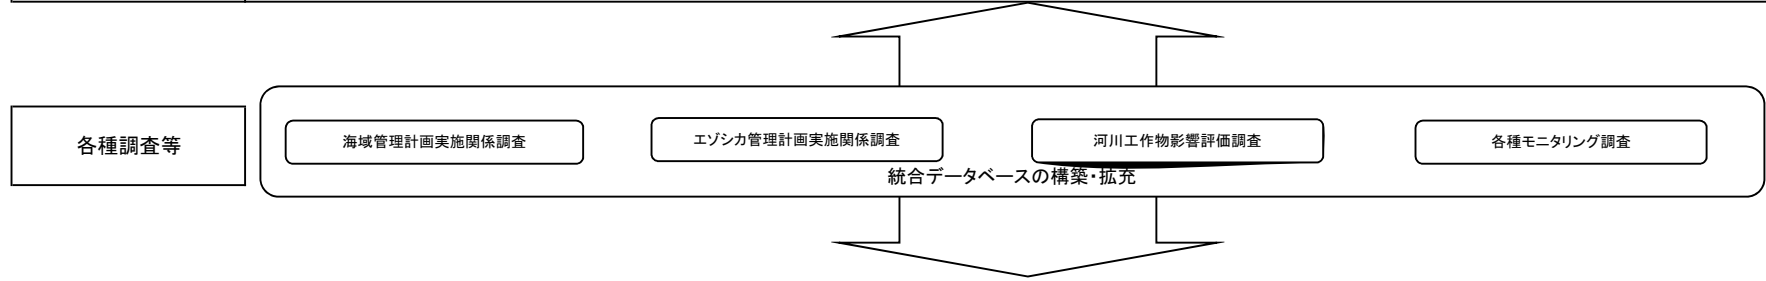 各種調査等
海域管理計画実施関係調査
エゾシカ管理計画実施関係調査
河川工作物影響評価調査
各種モニタリング調査
統合データベースの構築・拡充